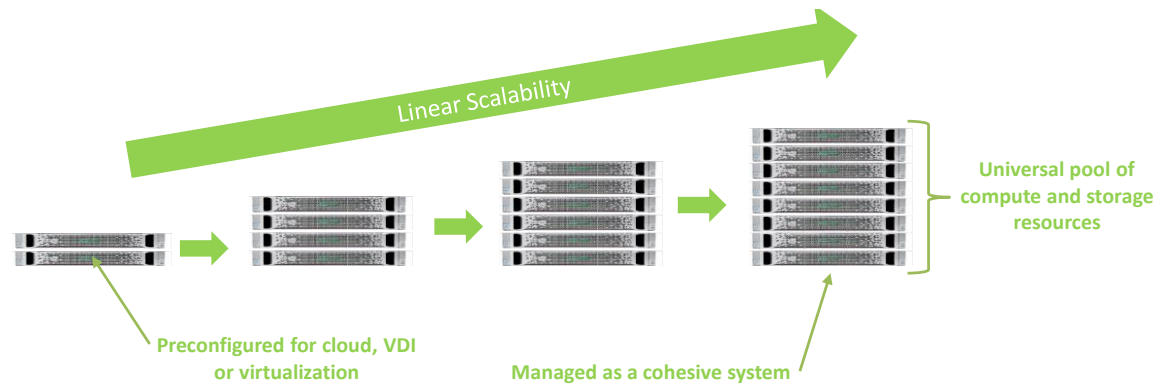 Linear Scalability
Universal pool of
compute and storage
resources
Preconfigured for cloud, VDI
or virtualization
Managed as a cohesive system